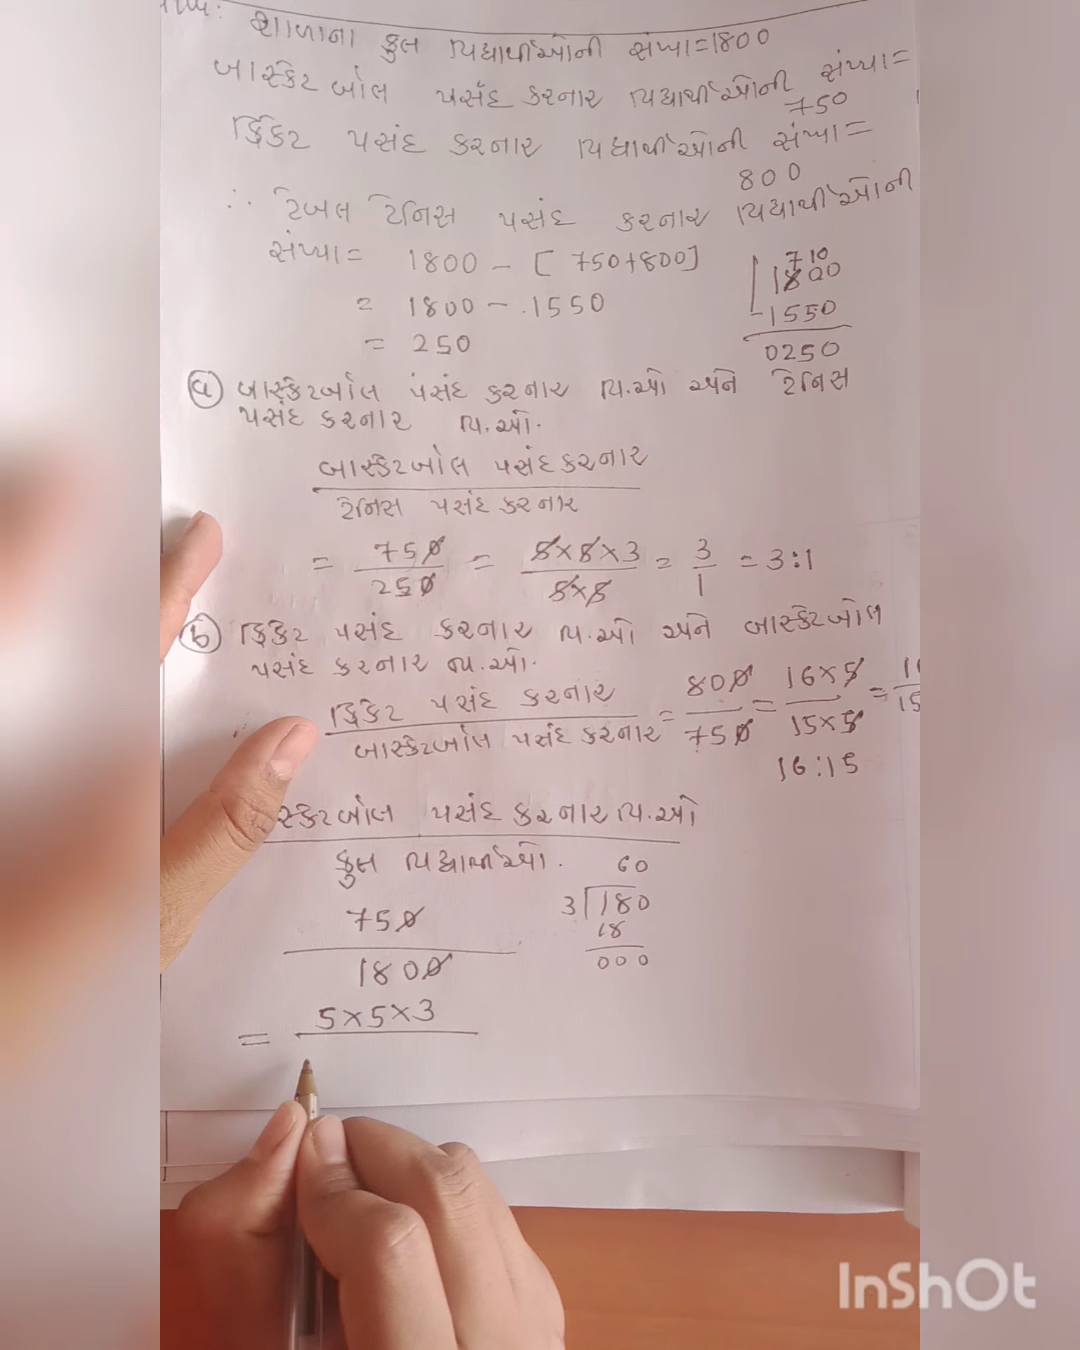 શાળાના કુલ વિદ્યાર્થીઓની સંખ્યા=1800
બાસ્કેટ બોલ પસંદ કરનાર વિદ્યાર્થીઓની સંખ્યા=
750
ક્રિકેટ પસંદ કરનાર વિદ્યાર્થીઓની સંખ્યા=
800
∴ ટેબલ ટેનિસ પસંદ કરનાર વિદ્યાર્થીઓની
સંખ્યા= 1800 - [750+800]
= 1800 - 1550
= 250
7 10
1800
-1550
0250
(a) બાસ્કેટબોલ પસંદ કરનાર વિ.ઓ અને ટેનિસ
પસંદ કરનાર વિ.ઓ.
બાસ્કેટબોલ પસંદ કરનાર
ટેનિસ પસંદ કરનાર
= 750/250 = 5×5×3/5×5 = 3/1 = 3:1
(b) ક્રિકેટ પસંદ કરનાર વિ.ઓ અને બાસ્કેટબોલ
પસંદ કરનાર વિ.ઓ.
ક્રિકેટ પસંદ કરનાર
બાસ્કેટબોલ પસંદ કરનાર
= 800/750 = 16×5/15×5 =
16:15
સ્કેટબોલ પસંદ કરનાર વિ.ઓ
કુલ વિદ્યાર્થીઓ.
750
1800
60
3 180
18
000
= 5×5×3
InShOt